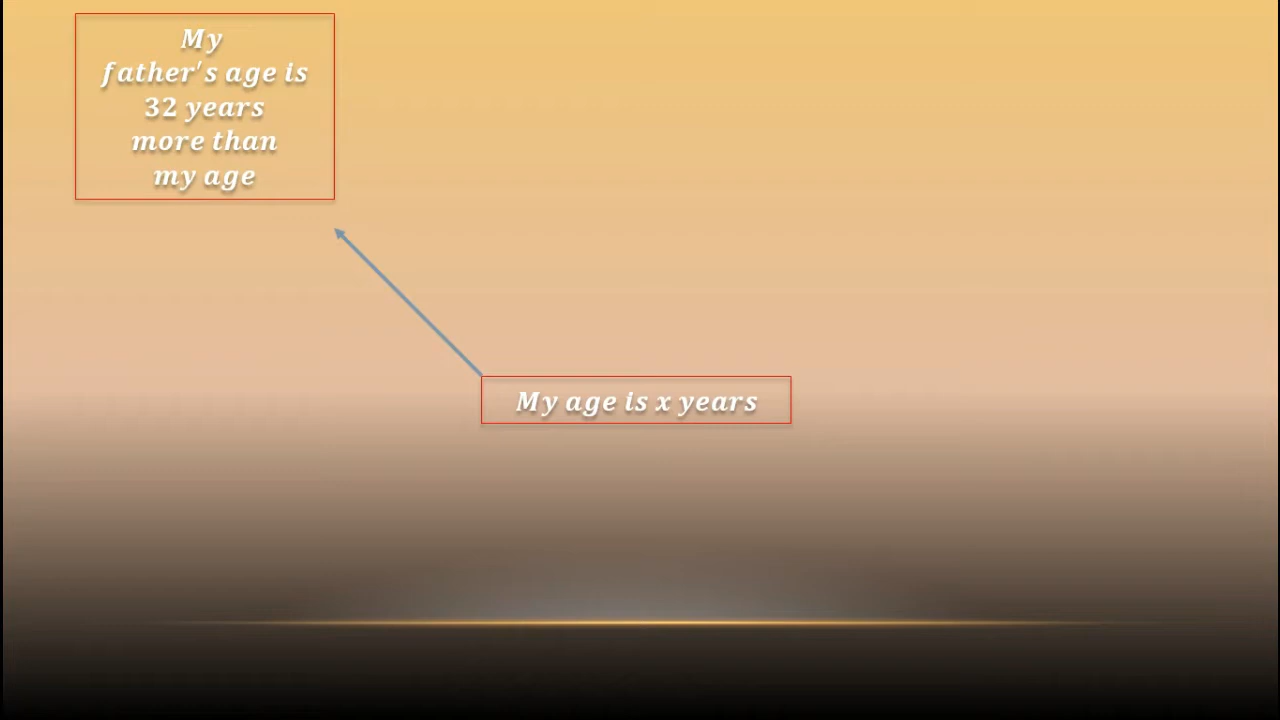 My
father's age is
32 years
more than
my age
My age is x years